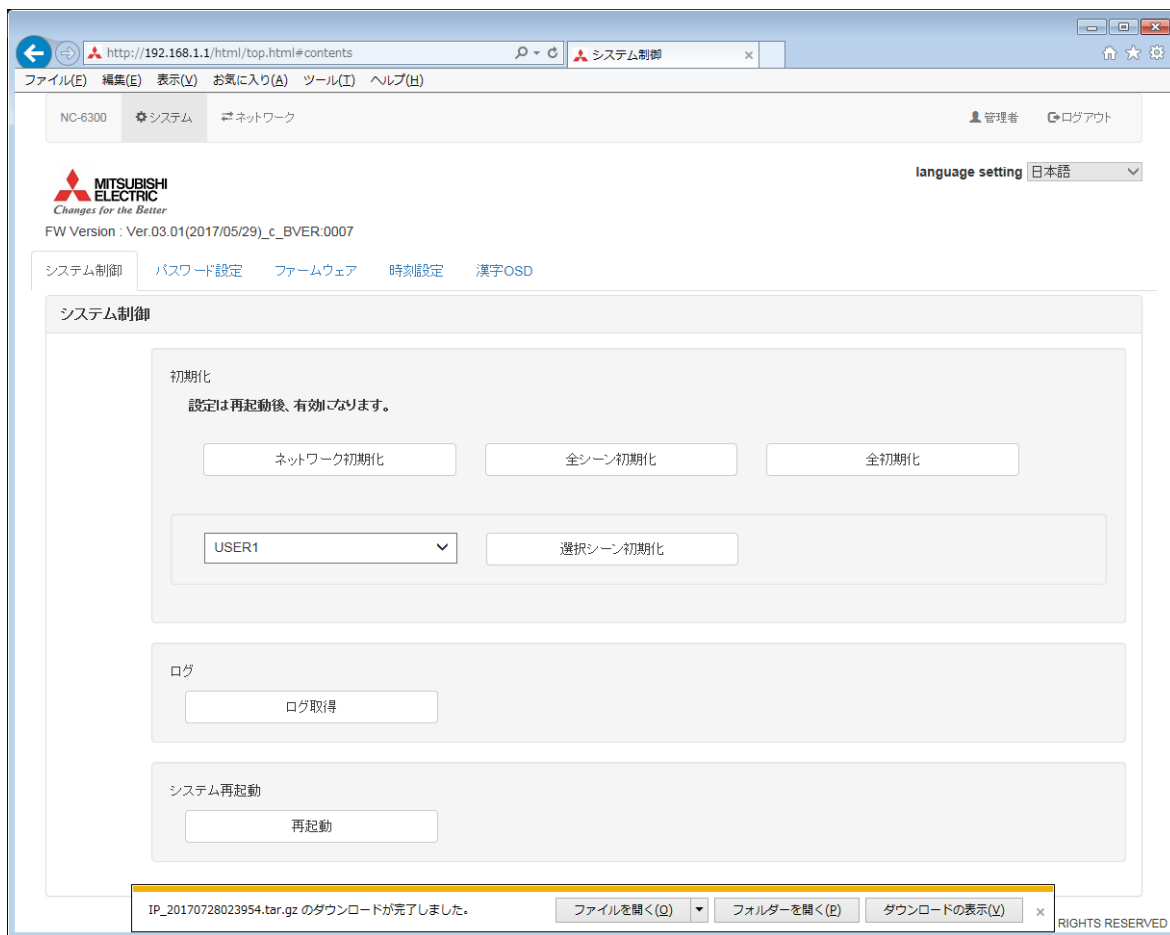 http://192.168.1.1/html/top.html#contents
システム制御
ファイル(F) 編集(E) 表示(V) お気に入り(A) ツール(T) ヘルプ(H)
NC-6300 システム ネットワーク 管理者 ログアウト
language setting 日本語
MITSUBISHI
ELECTRIC
Changes for the Better
FW Version : Ver.03.01(2017/05/29)_c_BVER:0007
システム制御 パスワード設定 ファームウェア 時刻設定 漢字OSD
システム制御
初期化
設定は再起動後、有効になります。
ネットワーク初期化 全シーン初期化 全初期化
USER1 選択シーン初期化
ログ
ログ取得
システム再起動
再起動
IP_20170728023954.tar.gz のダウンロードが完了しました。 ファイルを開く(O) フォルダーを開く(P) ダウンロードの表示(V)
RIGHTS RESERVED